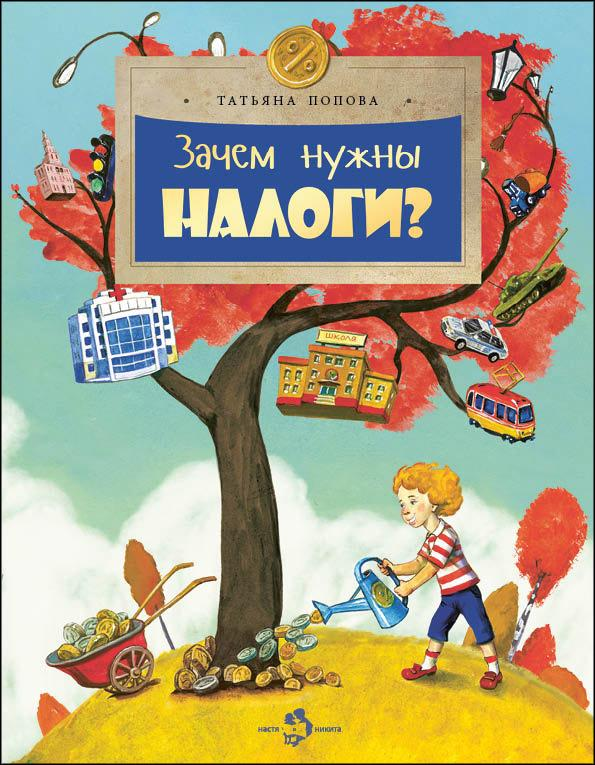 ТАТЬЯНА ПОПОВА
Зачем нужны
НАЛОГИ?
ШКОЛА
настя и никита